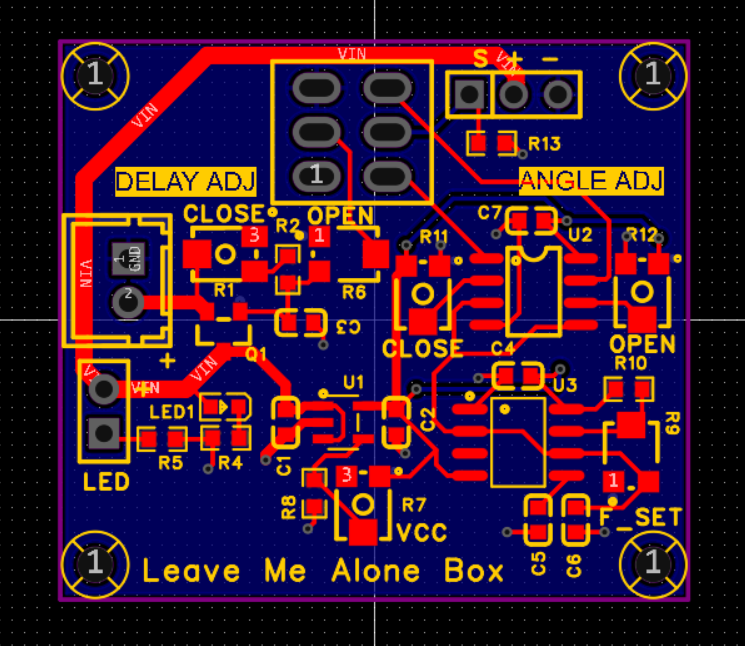 VIN
S + -
1
1
VIN
VIN
R13
1
DELAY ADJ
ANGLE ADJ
CLOSE
R2
OPEN
C7
U2
R11
R12
3
1
1
GND
VIN
2
R1
R6
C3
CLOSE
OPEN
Q1
C4
R10
+
VIN
VIN
+
U1
U3
LED1
C2
R9
R5
R4
C1
LED
3
1
R8
R7
VCC
F_SET
C5
C6
1
Leave Me Alone Box
1